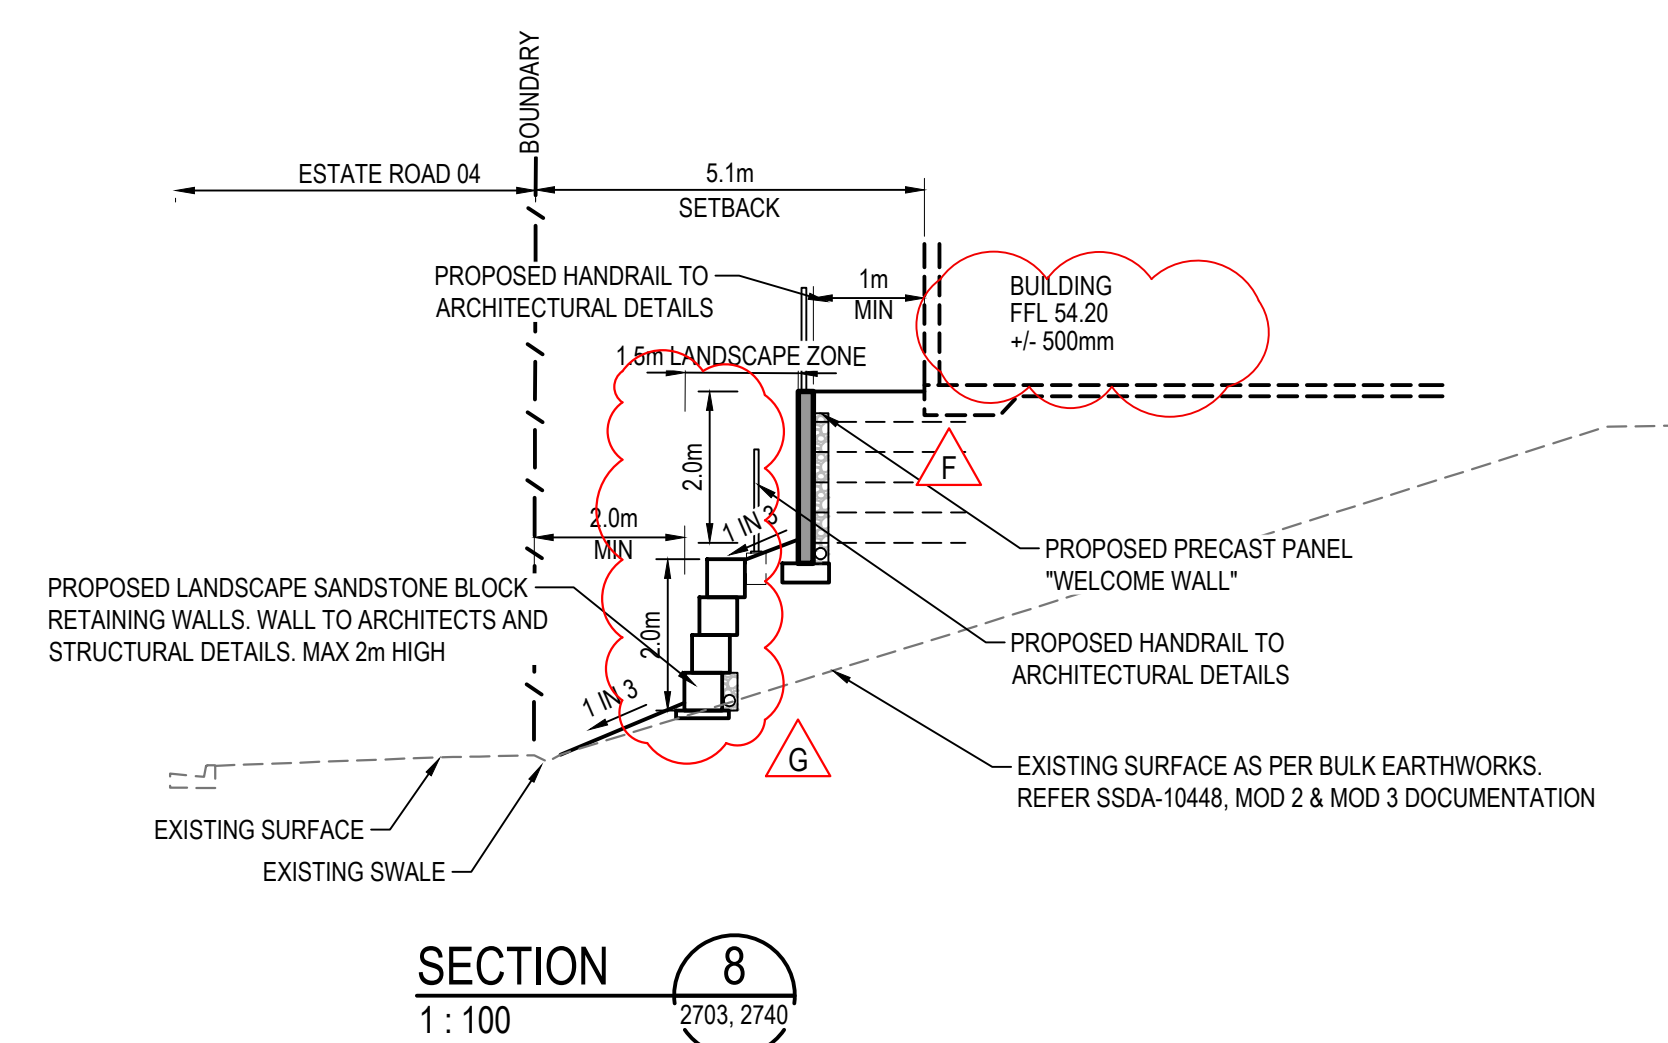 BOUNDARY
ESTATE ROAD 04
5.1m
SETBACK
PROPOSED HANDRAIL TO
ARCHITECTURAL DETAILS
1m
MIN
BUILDING
FFL 54.20
+/- 500mm
1.5m LANDSCAPE ZONE
2.0m
F
2.0m
MIN
1 IN 3
PROPOSED PRECAST PANEL
"WELCOME WALL"
PROPOSED LANDSCAPE SANDSTONE BLOCK
RETAINING WALLS. WALL TO ARCHITECTS AND
STRUCTURAL DETAILS. MAX 2m HIGH
2.0m
PROPOSED HANDRAIL TO
ARCHITECTURAL DETAILS
1 IN 3
G
EXISTING SURFACE AS PER BULK EARTHWORKS.
REFER SSDA-10448, MOD 2 & MOD 3 DOCUMENTATION
EXISTING SURFACE
EXISTING SWALE
SECTION
8
1 : 100
2703, 2740